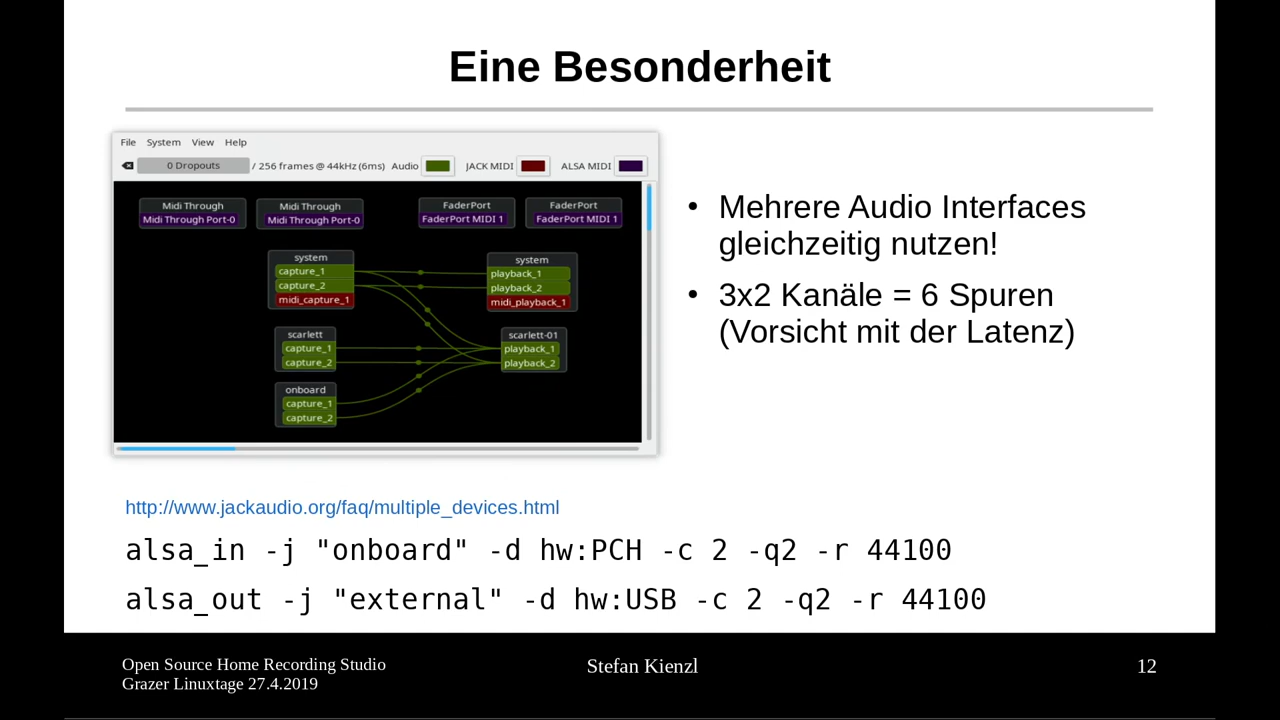 Eine Besonderheit
File System View Help
0 Dropouts / 256 frames @ 44kHz (6ms) Audio JACK MIDI ALSA MIDI
Midi Through
Midi Through Port-0
Midi Through
Midi Through Port-0
FaderPort
FaderPort MIDI 1
FaderPort
FaderPort MIDI 1
system
capture_1
capture_2
midi_capture_1
system
playback_1
playback_2
midi_playback_1
scarlett
capture_1
capture_2
scarlett-01
playback_1
playback_2
onboard
capture_1
capture_2
• Mehrere Audio Interfaces
gleichzeitig nutzen!
• 3x2 Kanäle = 6 Spuren
(Vorsicht mit der Latenz)
http://www.jackaudio.org/faq/multiple_devices.html
alsa_in -j "onboard" -d hw:PCH -c 2 -q2 -r 44100
alsa_out -j "external" -d hw:USB -c 2 -q2 -r 44100
Open Source Home Recording Studio
Grazer Linuxtage 27.4.2019
Stefan Kienzl
12